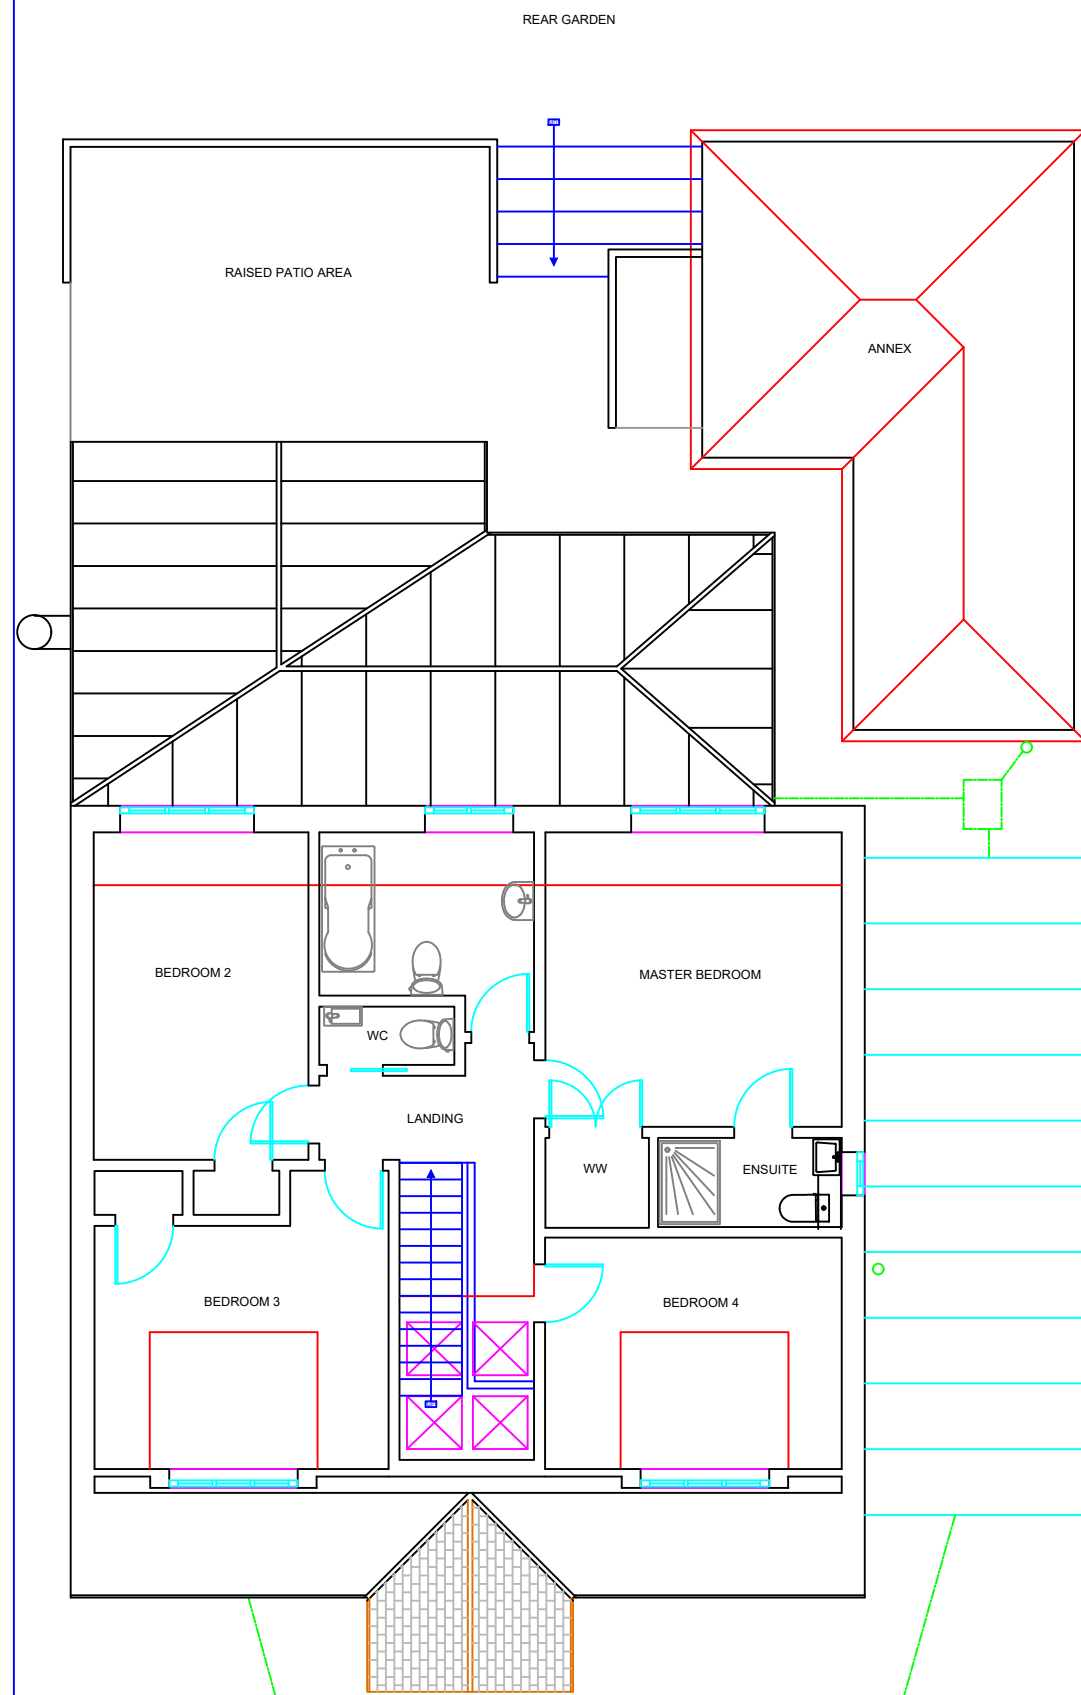 REAR GARDEN
RAISED PATIO AREA
ANNEX
BEDROOM 2
MASTER BEDROOM
WC
LANDING
WW
ENSUITE
BEDROOM 3
BEDROOM 4